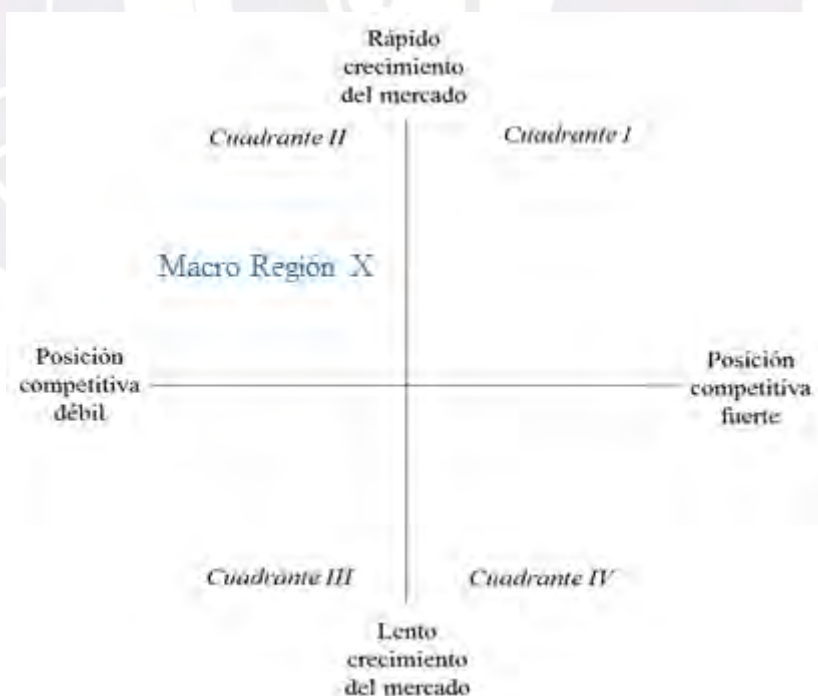 Rápido
crecimiento
del mercado
Cuadrante II
Cuadrante I
Macro Región X
Posición
competitiva
débil
Posición
competitiva
fuerte
Cuadrante III
Cuadrante IV
Lento
crecimiento
del mercado